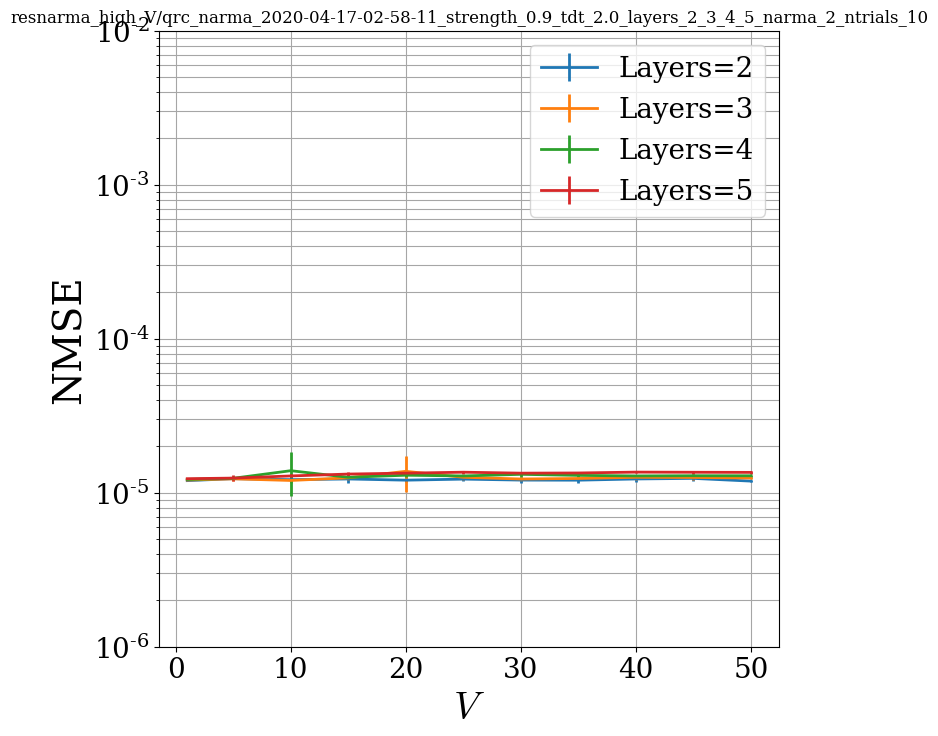 resnarma_high_V/qrc_narma_2020-04-17-02-58-11_strength_0.9_tdt_2.0_layers_2_3_4_5_narma_2_ntrials_10
10-2
Layers=2
Layers=3
Layers=4
Layers=5
10-3
10-4
10-5
10-6
NMSE
0 10 20 30 40 50
V